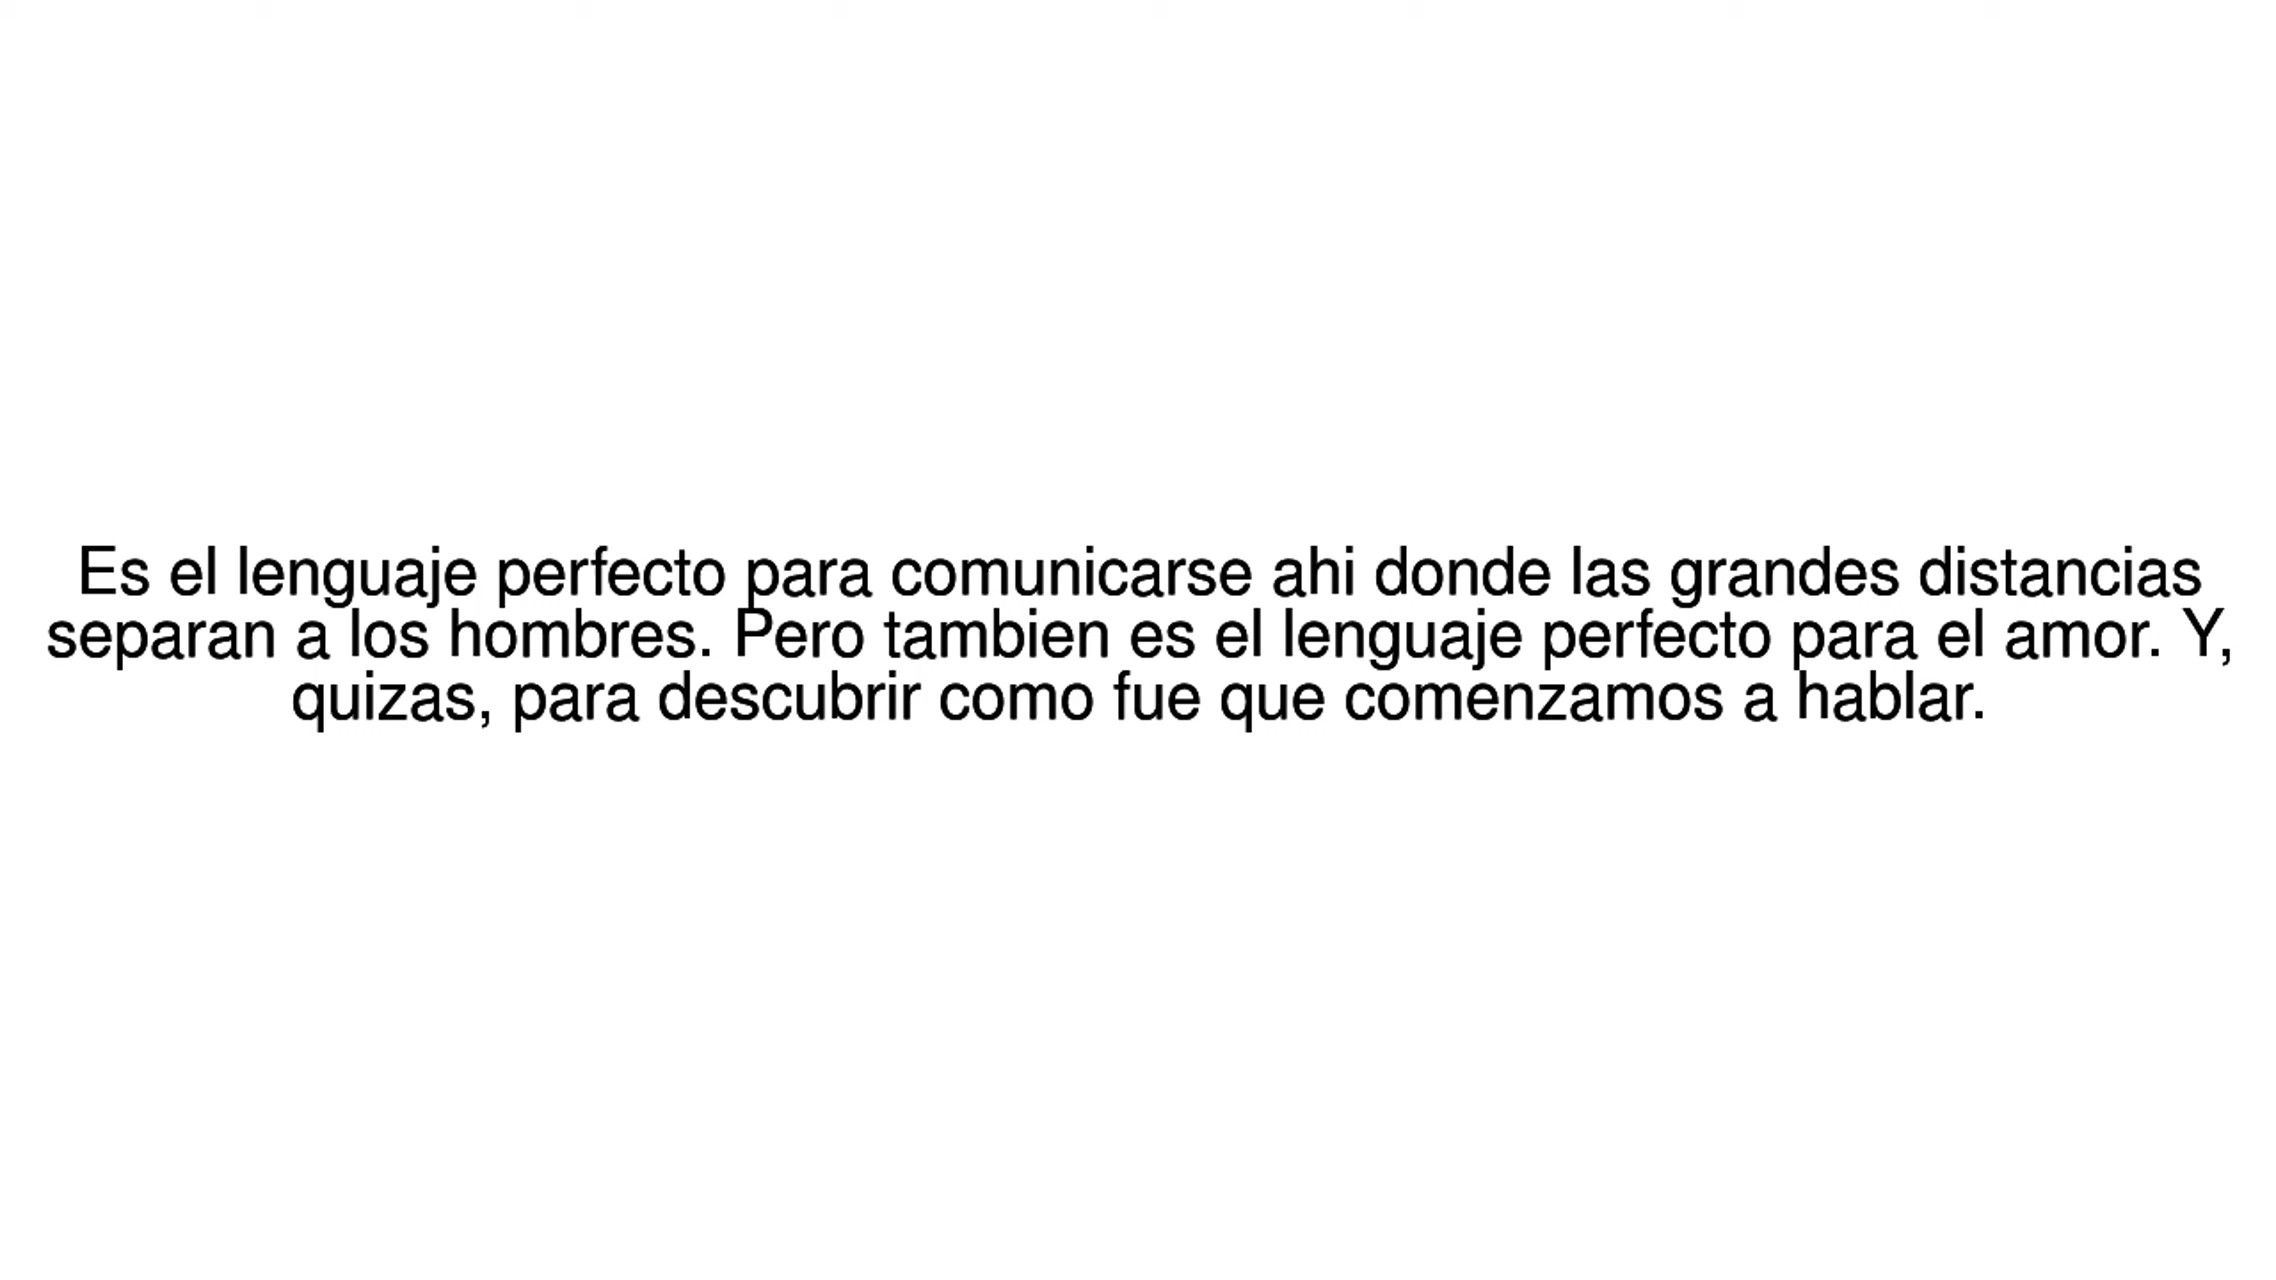 Es el lenguaje perfecto para comunicarse ahi donde las grandes distancias
separan a los hombres. Pero tambien es el lenguaje perfecto para el amor. Y,
quizas, para descubrir como fue que comenzamos a hablar.